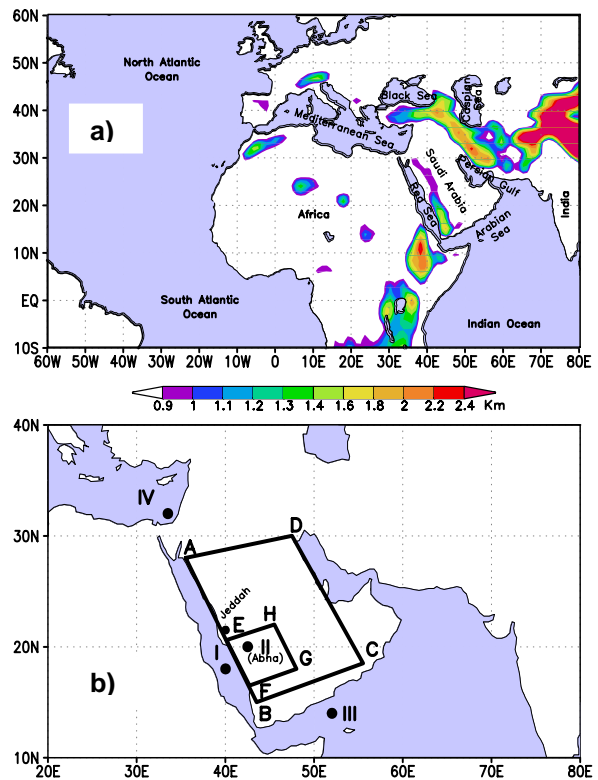 60N
50N
40N
30N
20N
10N
EQ
10S
North Atlantic
Ocean
Black Sea
Caspian
Sea
a)
Mediterranean Sea
Persian Gulf
Saudi Arabia
Red Sea
Africa
Arabian
Sea
India
South Atlantic
Ocean
Indian Ocean
60W 50W 40W 30W 20W 10W 0 10E 20E 30E 40E 50E 60E 70E 80E
0.9 1 1.1 1.2 1.3 1.4 1.6 1.8 2 2.2 2.4 Km
40N
30N
20N
10N
IV
A
D
Jeddah
E
H
II
(Abha)
I
G
C
F
B
III
b)
20E 30E 40E 50E 60E 70E 80E